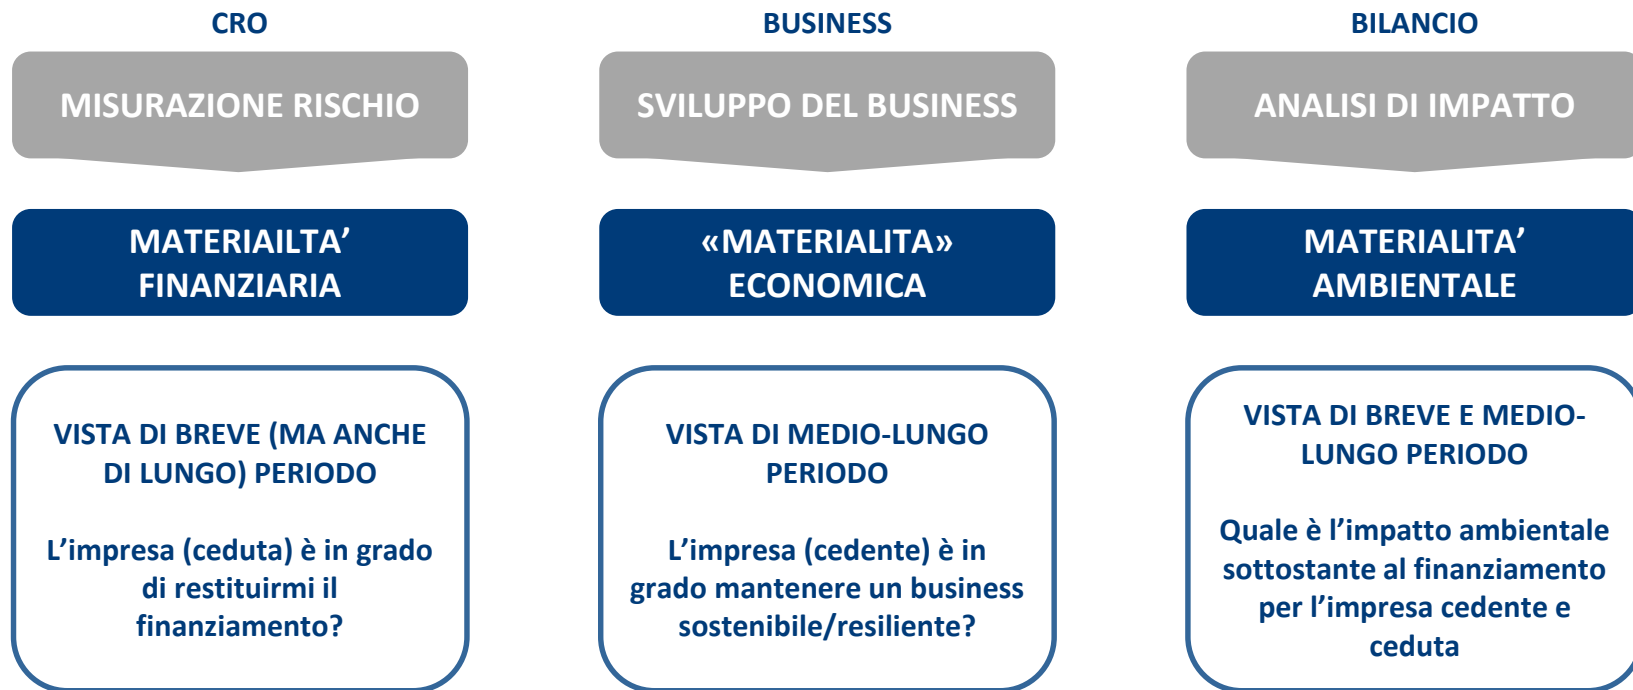 CRO
MISURAZIONE RISCHIO
MATERIAILTA’
FINANZIARIA
VISTA DI BREVE (MA ANCHE
DI LUNGO) PERIODO
L’impresa (ceduta) è in grado
di restituirmi il
finanziamento?
BUSINESS
SVILUPPO DEL BUSINESS
«MATERIALITA»
ECONOMICA
VISTA DI MEDIO-LUNGO
PERIODO
L’impresa (cedente) è in
grado mantenere un business
sostenibile/resiliente?
BILANCIO
ANALISI DI IMPATTO
MATERIALITA’
AMBIENTALE
VISTA DI BREVE E MEDIO-
LUNGO PERIODO
Quale è l’impatto ambientale
sottostante al finanziamento
per l’impresa cedente e
ceduta